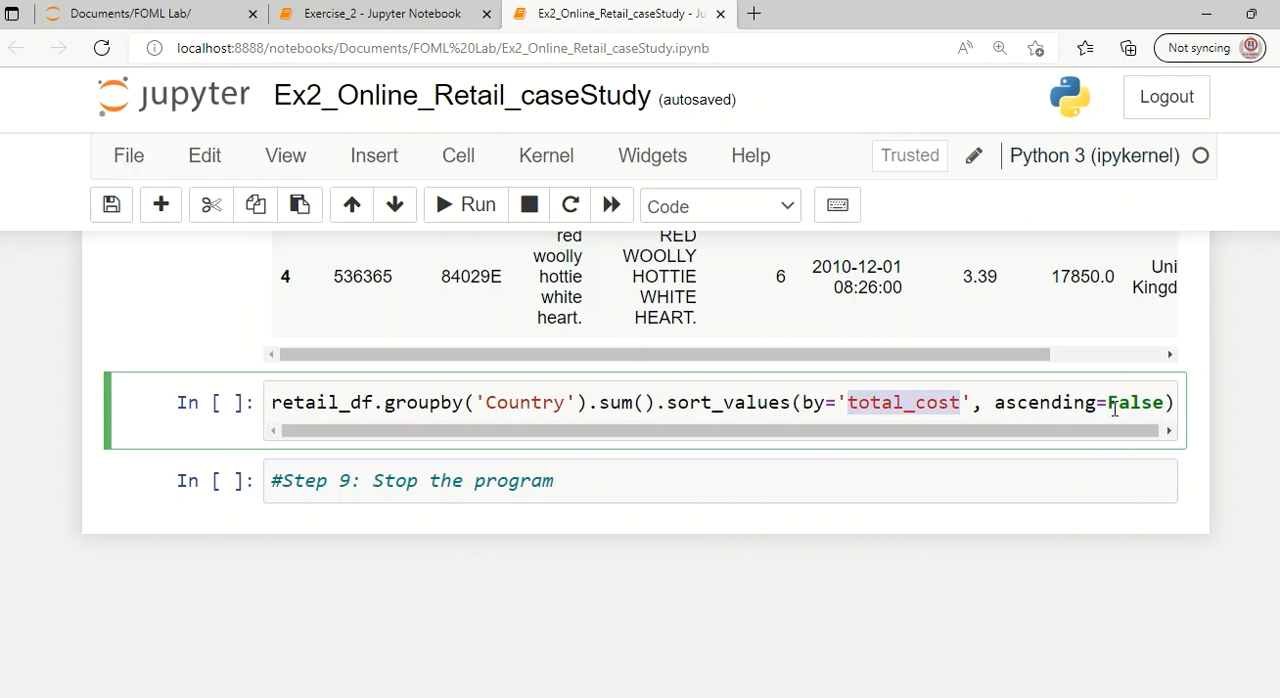 Documents/FOML Lab/
Exercise_2 - Jupyter Notebook
Ex2_Online_Retail_caseStudy - Ju
localhost:8888/notebooks/Documents/FOML%20Lab/Ex2_Online_Retail_caseStudy.ipynb
Not syncing
jupyter Ex2_Online_Retail_caseStudy (autosaved)
Logout
File Edit View Insert Cell Kernel Widgets Help
Trusted
Python 3 (ipykernel)
Run
Code
red
woolly
hottie
white
heart.
RED
WOOLLY
HOTTIE
WHITE
HEART.
4 536365 84029E 6 2010-12-01
08:26:00 3.39 17850.0 Uni
Kingd
In [ ]: retail_df.groupby('Country').sum().sort_values(by='total_cost', ascending=False)
In [ ]: #Step 9: Stop the program